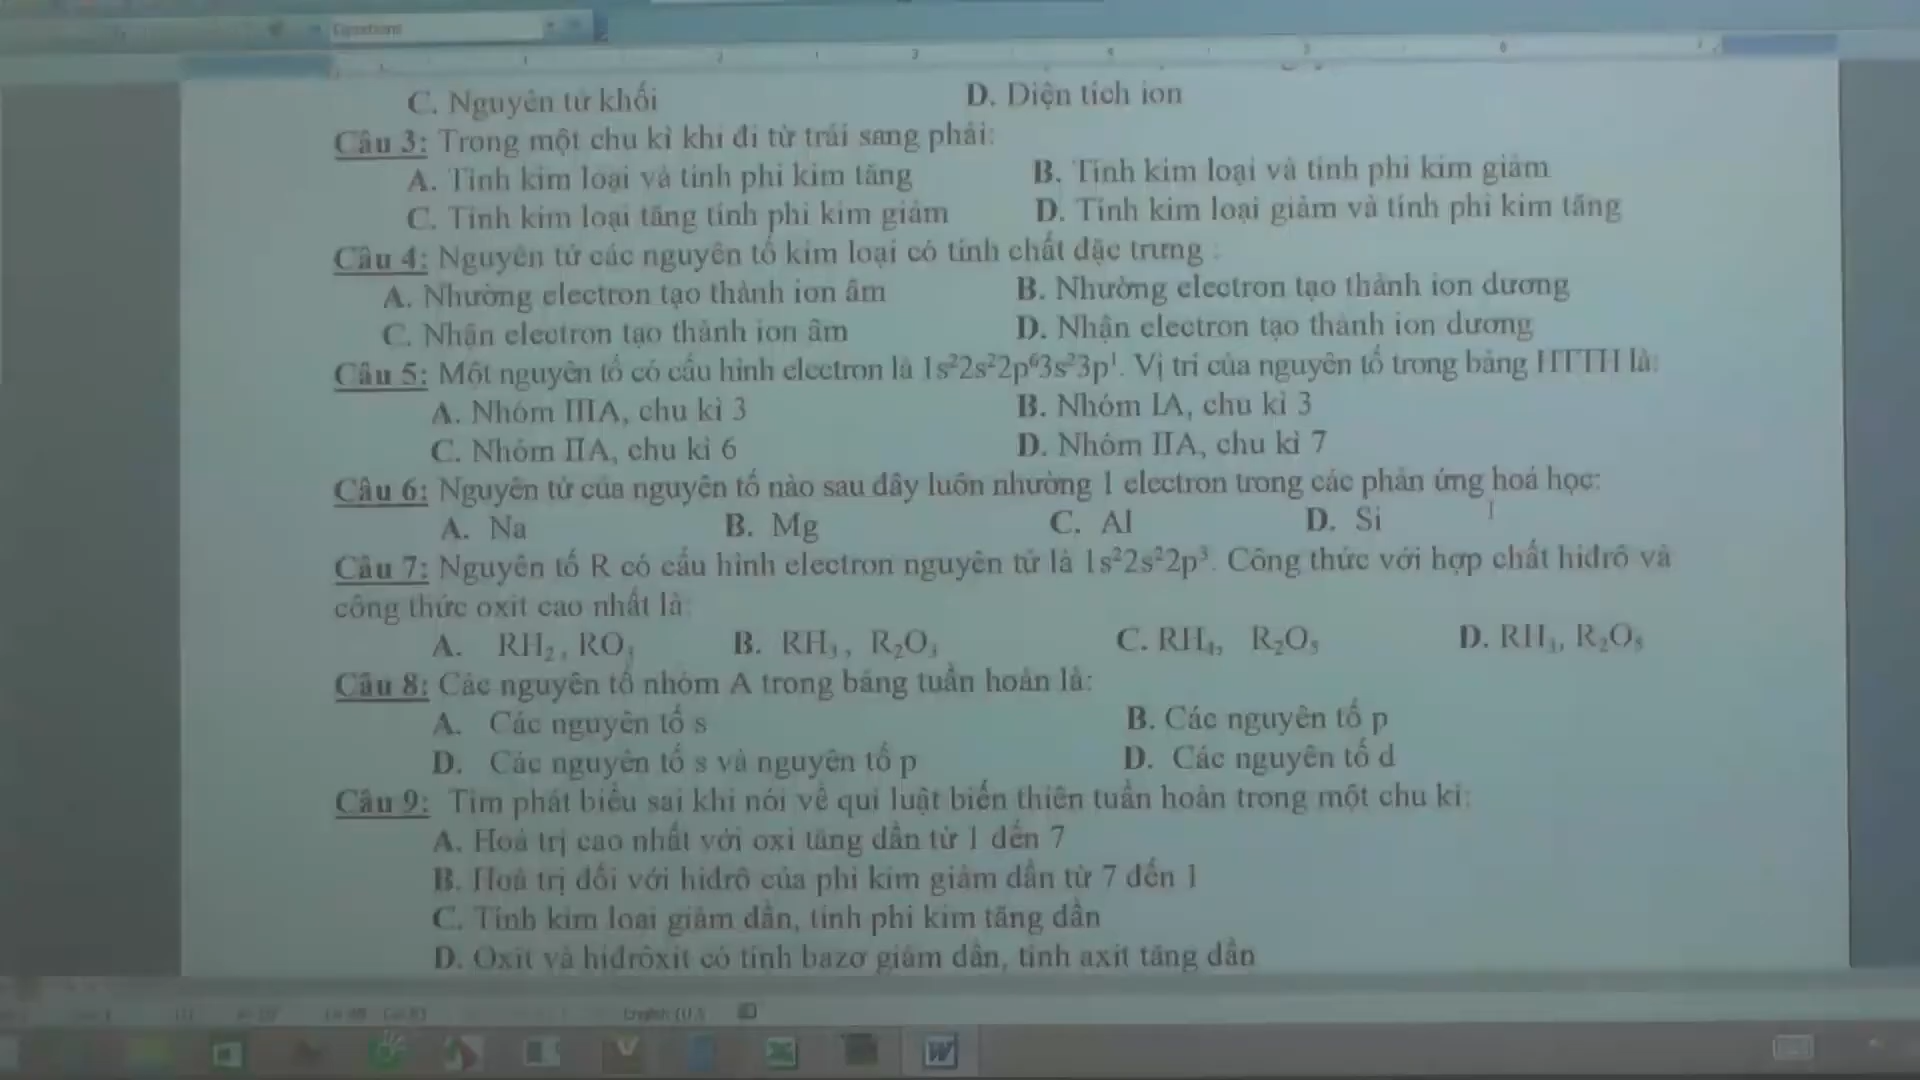 C. Nguyên tử khối D. Diện tích ion
Câu 3: Trong một chu kì khi đi từ trái sang phải:
A. Tính kim loại và tính phi kim tăng B. Tính kim loại và tính phi kim giảm
C. Tính kim loại tăng tính phi kim giảm D. Tính kim loại giảm và tính phi kim tăng
Câu 4: Nguyên tử các nguyên tố kim loại có tính chất đặc trưng :
A. Nhường electron tạo thành ion âm B. Nhường electron tạo thành ion dương
C. Nhận electron tạo thành ion âm D. Nhận electron tạo thành ion dương
Câu 5: Một nguyên tố có cấu hình electron là 1s²2s²2p⁶3s²3p¹. Vị trí của nguyên tố trong bảng HTTH là:
A. Nhóm IIIA, chu kì 3 B. Nhóm IA, chu kì 3
C. Nhóm IIA, chu kì 6 D. Nhóm IIA, chu kì 7
Câu 6: Nguyên tử của nguyên tố nào sau đây luôn nhường 1 electron trong các phản ứng hoá học:
A. Na B. Mg C. Al D. Si
Câu 7: Nguyên tố R có cấu hình electron nguyên tử là 1s²2s²2p³. Công thức với hợp chất hiđrô và
công thức oxit cao nhất là:
A. RH₂, RO₃ B. RH₃, R₂O₃ C. RH₄, R₂O₅ D. RH₃, R₂O₅
Câu 8: Các nguyên tố nhóm A trong bảng tuần hoàn là:
A. Các nguyên tố s B. Các nguyên tố p
D. Các nguyên tố s và nguyên tố p D. Các nguyên tố d
Câu 9: Tìm phát biểu sai khi nói về qui luật biến thiên tuần hoàn trong một chu kì:
A. Hoá trị cao nhất với oxi tăng dần từ 1 đến 7
B. Hoá trị đối với hiđrô của phi kim giảm dần từ 7 đến 1
C. Tính kim loai giảm dần, tính phi kim tăng dần
D. Oxit và hiđrôxit có tính bazơ giảm dần, tính axit tăng dần